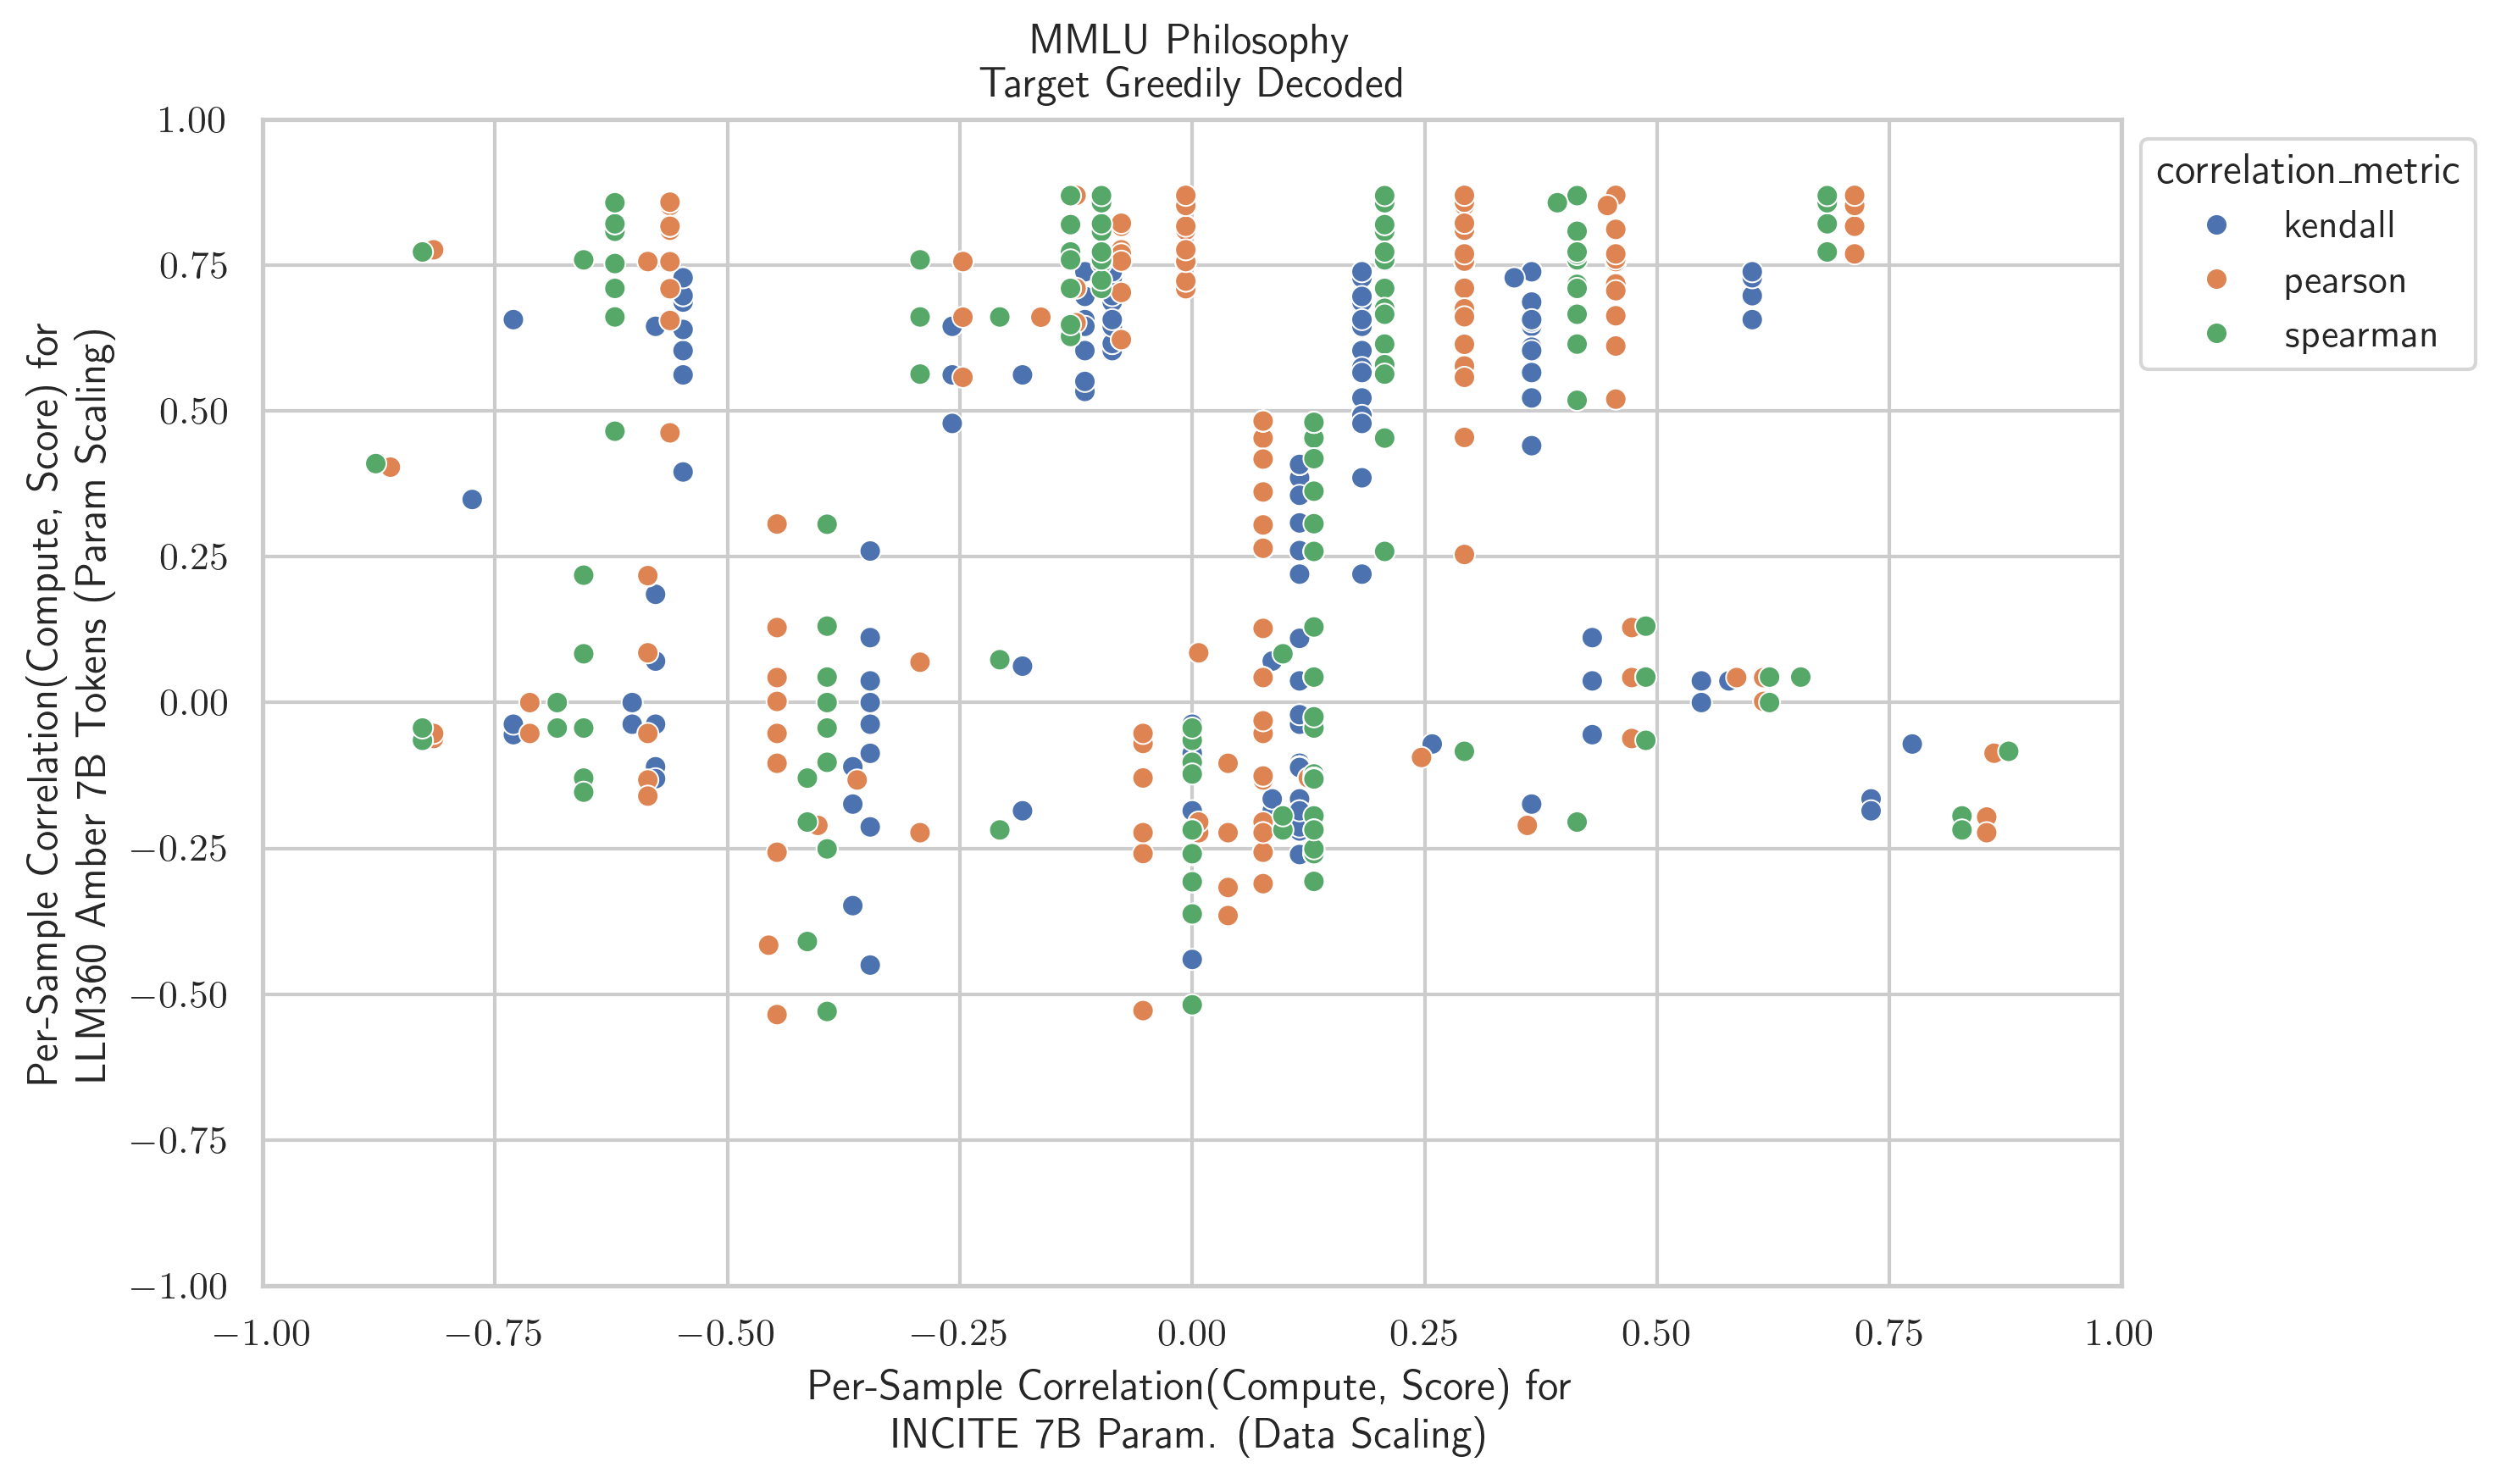 MMLU Philosophy
Target Greedily Decoded
Per-Sample Correlation(Compute, Score) for
LLM360 Amber 7B Tokens (Param Scaling)
1.00
0.75
0.50
0.25
0.00
−0.25
−0.50
−0.75
−1.00
−1.00 −0.75 −0.50 −0.25 0.00 0.25 0.50 0.75 1.00
Per-Sample Correlation(Compute, Score) for
INCITE 7B Param. (Data Scaling)
correlation_metric
kendall
pearson
spearman